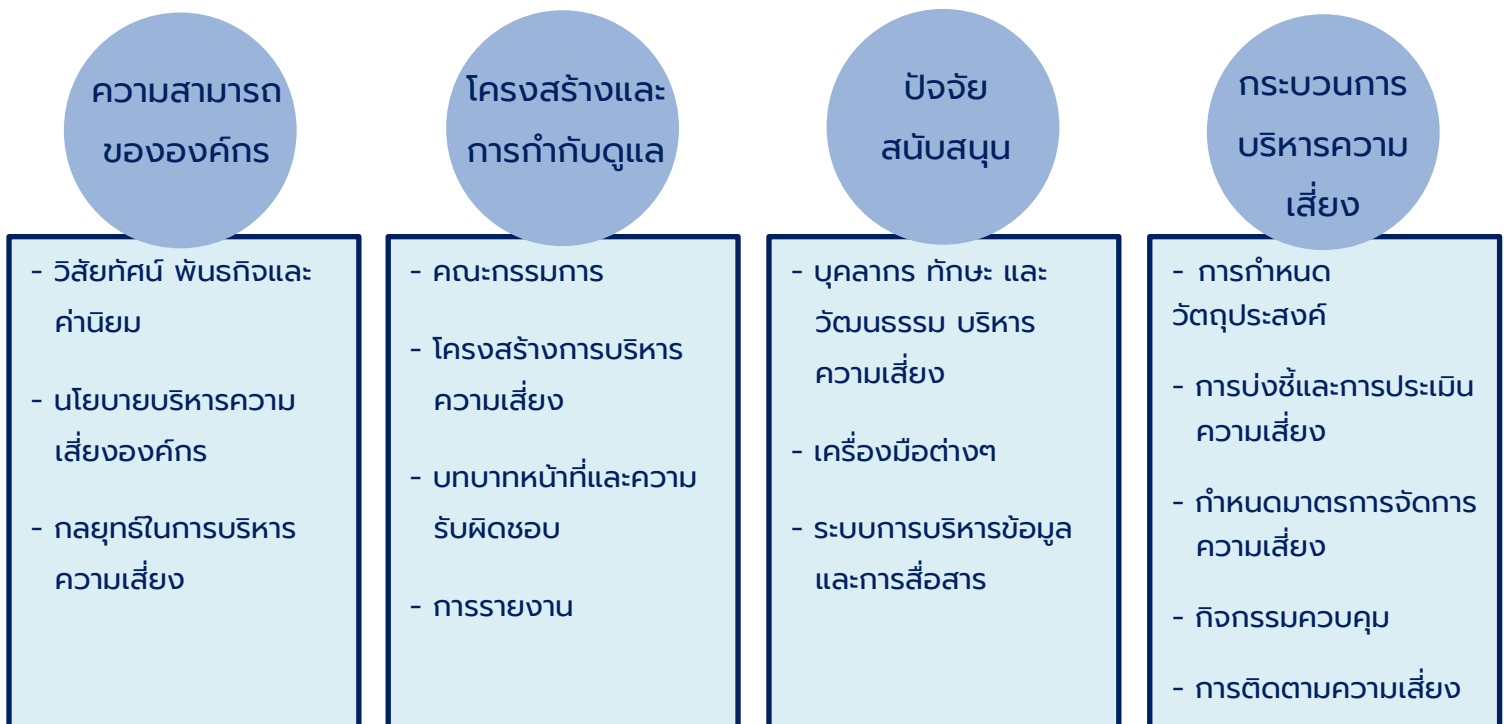 ความสามารถ
ขององค์กร
- วิสัยทัศน์ พันธกิจและ
ค่านิยม
- นโยบายบริหารความ
เสี่ยงองค์กร
- กลยุทธ์ในการบริหาร
ความเสี่ยง
โครงสร้างและ
การกำกับดูแล
- คณะกรรมการ
- โครงสร้างการบริหาร
ความเสี่ยง
- บทบาทหน้าที่และความ
รับผิดชอบ
- การรายงาน
ปัจจัย
สนับสนุน
- บุคลากร ทักษะ และ
วัฒนธรรม บริหาร
ความเสี่ยง
- เครื่องมือต่างๆ
- ระบบการบริหารข้อมูล
และการสื่อสาร
กระบวนการ
บริหารความ
เสี่ยง
- การกำหนด
วัตถุประสงค์
- การบ่งชี้และการประเมิน
ความเสี่ยง
- กำหนดมาตรการจัดการ
ความเสี่ยง
- กิจกรรมควบคุม
- การติดตามความเสี่ยง